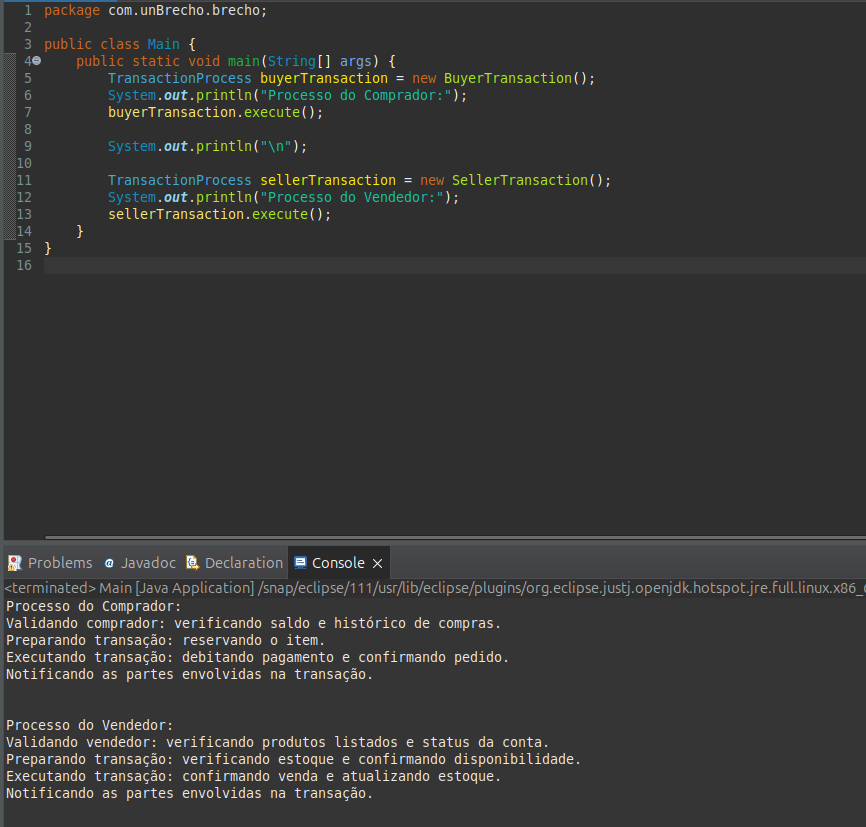 1 package com.unBrecho.brecho;
2
3 public class Main {
4 public static void main(String[] args) {
5 TransactionProcess buyerTransaction = new BuyerTransaction();
6 System.out.println("Processo do Comprador:");
7 buyerTransaction.execute();
8
9 System.out.println("\n");
10
11 TransactionProcess sellerTransaction = new SellerTransaction();
12 System.out.println("Processo do Vendedor:");
13 sellerTransaction.execute();
14 }
15 }
16
Problems Javadoc Declaration Console
<terminated> Main [Java Application] /snap/eclipse/111/usr/lib/eclipse/plugins/org.eclipse.justj.openjdk.hotspot.jre.full.linux.x86_
Processo do Comprador:
Validando comprador: verificando saldo e histórico de compras.
Preparando transação: reservando o item.
Executando transação: debitando pagamento e confirmando pedido.
Notificando as partes envolvidas na transação.
Processo do Vendedor:
Validando vendedor: verificando produtos listados e status da conta.
Preparando transação: verificando estoque e confirmando disponibilidade.
Executando transação: confirmando venda e atualizando estoque.
Notificando as partes envolvidas na transação.